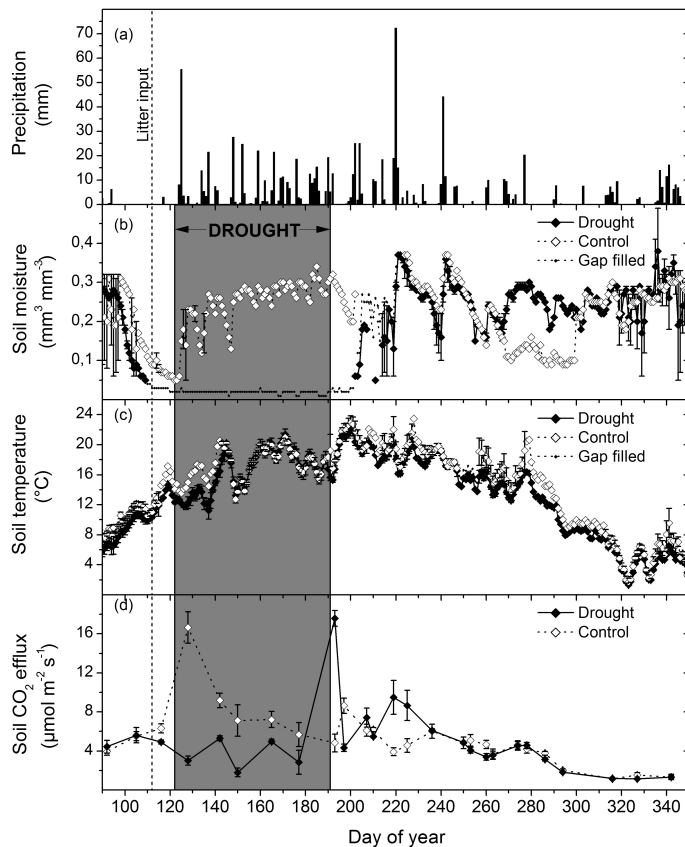 70
60
50
40
30
20
10
0
Precipitation
(mm)
(a)
Litter input
0,4
0,3
0,2
0,1
Soil moisture
(mm³ mm⁻³)
(b)
DROUGHT
Drought
Control
Gap filled
24
20
16
12
8
4
Soil temperature
(°C)
(c)
Drought
Control
Gap filled
16
12
8
4
Soil CO₂ efflux
(µmol m⁻² s⁻¹)
(d)
Drought
Control
100 120 140 160 180 200 220 240 260 280 300 320 340
Day of year